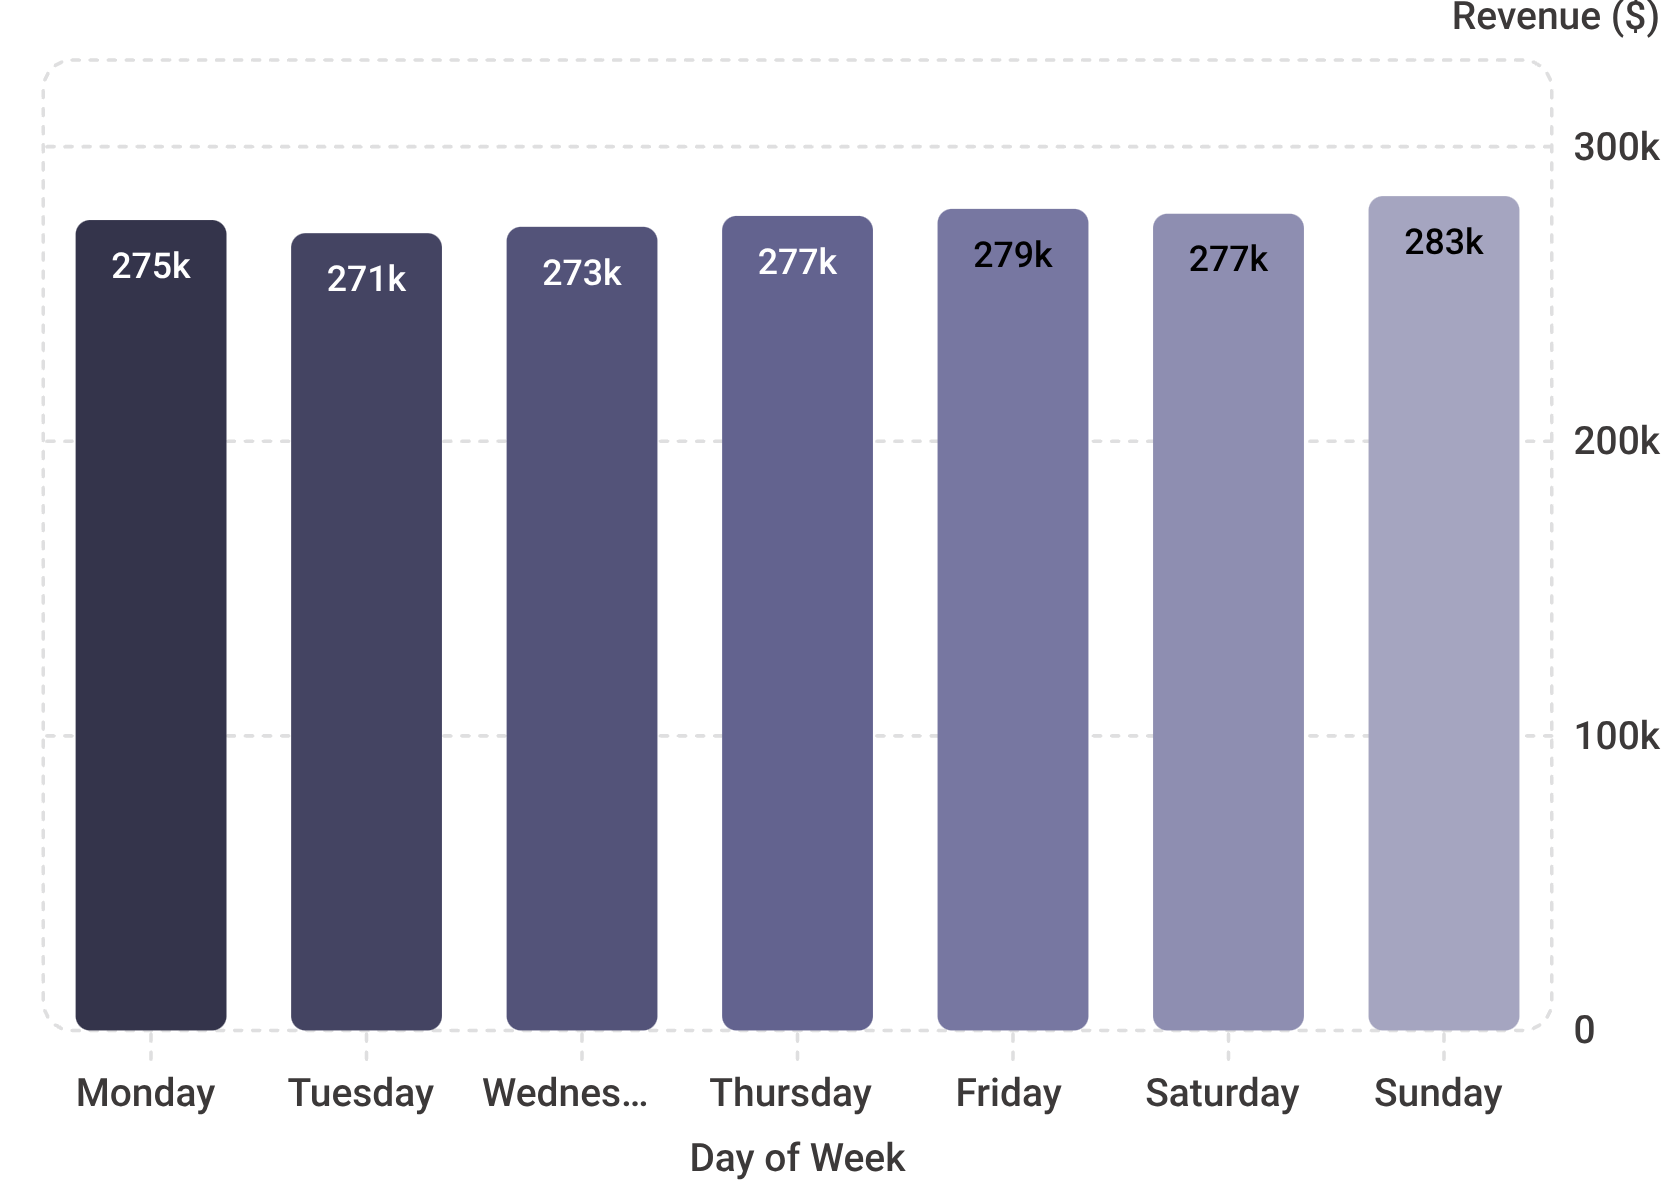 Revenue ($)
300k
200k
100k
0
275k
271k
273k
277k
279k
277k
283k
Monday
Tuesday
Wednes...
Thursday
Friday
Saturday
Sunday
Day of Week